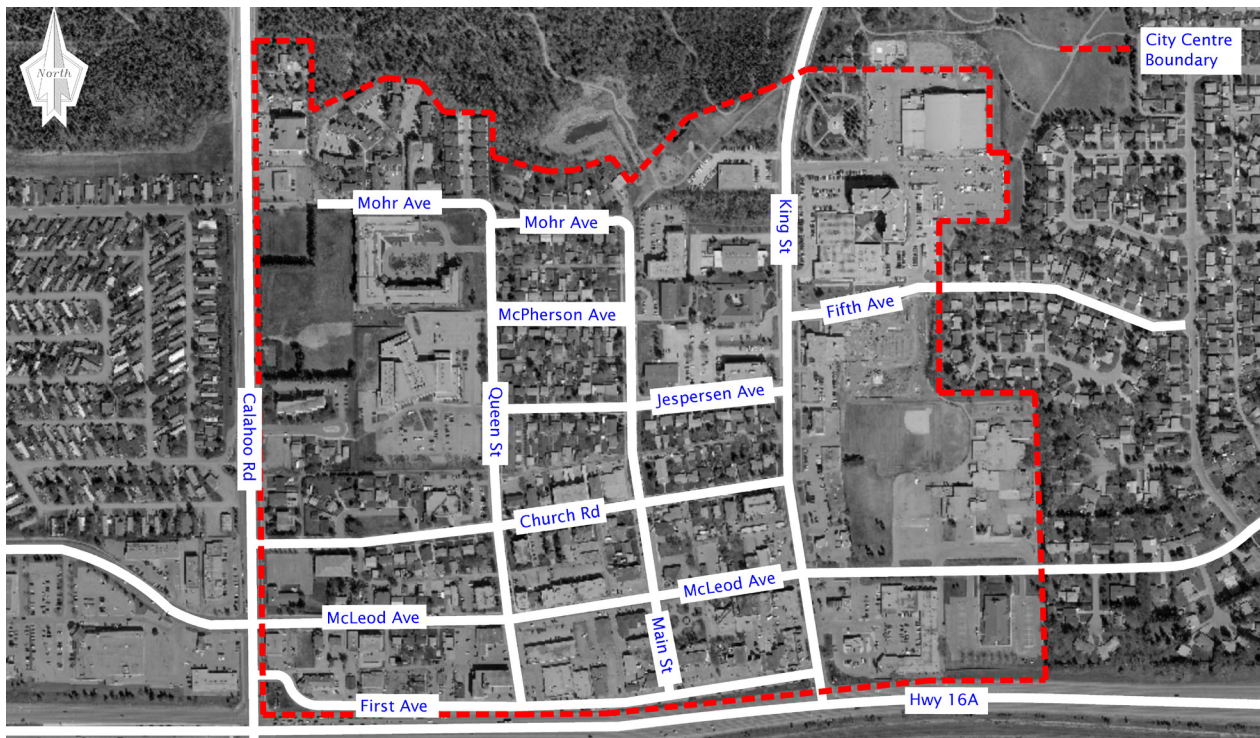 North
City Centre
Boundary
Mohr Ave
Mohr Ave
King St
McPherson Ave
Fifth Ave
Calahoo Rd
Queen St
Jespersen Ave
Church Rd
McLeod Ave
McLeod Ave
Main St
First Ave
Hwy 16A